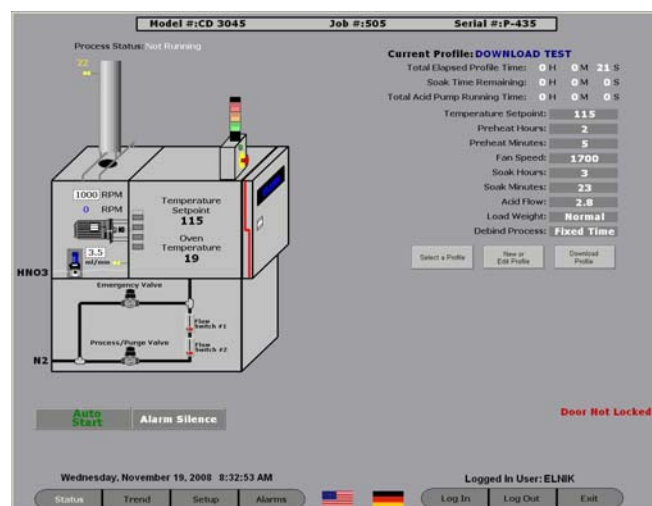 Model #:CD 3045 Job #:505 Serial #:P-435
Process Status: Not Running
22
Current Profile: DOWNLOAD TEST
Total Elapsed Profile Time: 0 H 0 M 21 S
Soak Time Remaining: 0 H 0 M 0 S
Total Acid Pump Running Time: 0 H 0 M 0 S
Temperature Setpoint: 115
Preheat Hours: 2
Preheat Minutes: 5
Fan Speed: 1700
Soak Hours: 3
Soak Minutes: 23
Acid Flow: 2.8
Load Weight: Normal
Debind Process: Fixed Time
Select a Profile
New or
Edit Profile
Download
Profile
1000 RPM
0 RPM
Temperature
Setpoint
115
Oven
Temperature
19
3.5
ml/min
HNO3
Emergency Valve
Flow
Switch #1
Process/Purge Valve
Flow
Switch #2
N2
Auto
Start
Alarm Silence
Door Not Locked
Wednesday, November 19, 2008 8:32:53 AM
Logged In User: ELNIK
Status Trend Setup Alarms Log In Log Out Exit